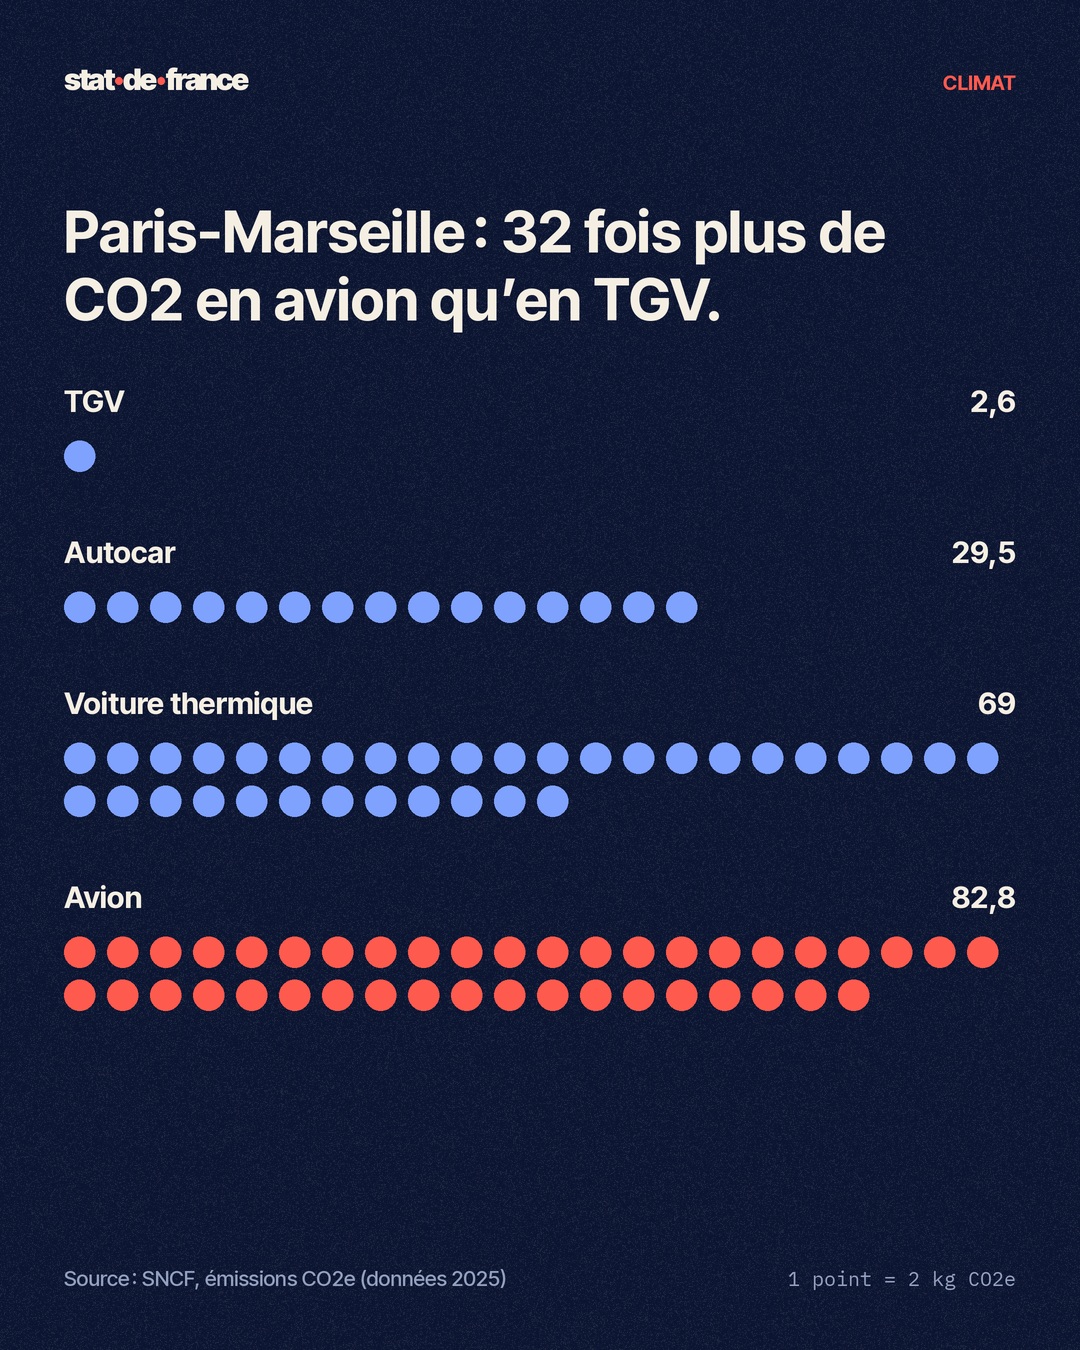 stat•de•france
CLIMAT
Paris-Marseille : 32 fois plus de
CO2 en avion qu’en TGV.
TGV 2,6
Autocar 29,5
Voiture thermique 69
Avion 82,8
Source : SNCF, émissions CO2e (données 2025)
1 point = 2 kg CO2e